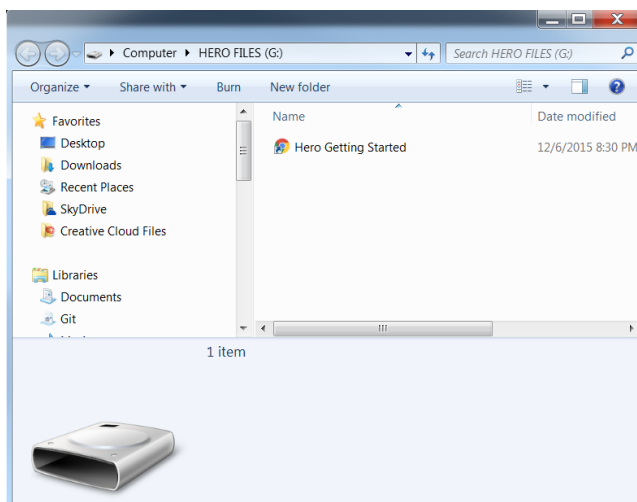 Computer HERO FILES (G:) Search HERO FILES (G:)
Organize Share with Burn New folder
Favorites
Desktop
Downloads
Recent Places
SkyDrive
Creative Cloud Files
Libraries
Documents
Git
Name Date modified
Hero Getting Started 12/6/2015 8:30 PM
1 item